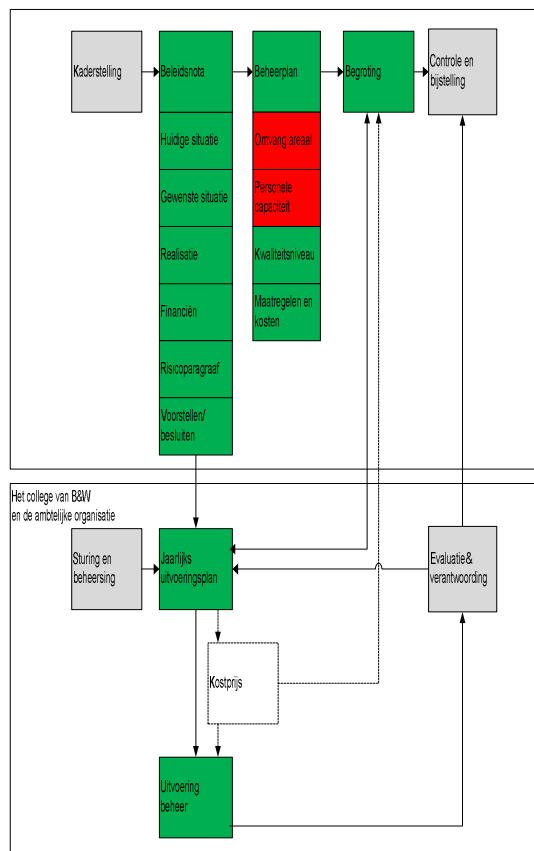 Kaderstelling
Beleidsnota
Beheerplan
Begroting
Controle en
bijstelling
Huidige situatie
Gewenste situatie
Realisatie
Financiën
Risicoparagraaf
Voorstellen/
besluiten
Omvang areaal
Personele
capaciteit
Kwaliteitsniveau
Maatregelen en
kosten
Het college van B&W
en de ambtelijke organisatie
Sturing en
beheersing
Jaarlijks
uitvoeringsplan
Evaluatie&
verantwoording
Kostprijs
Uitvoering
beheer